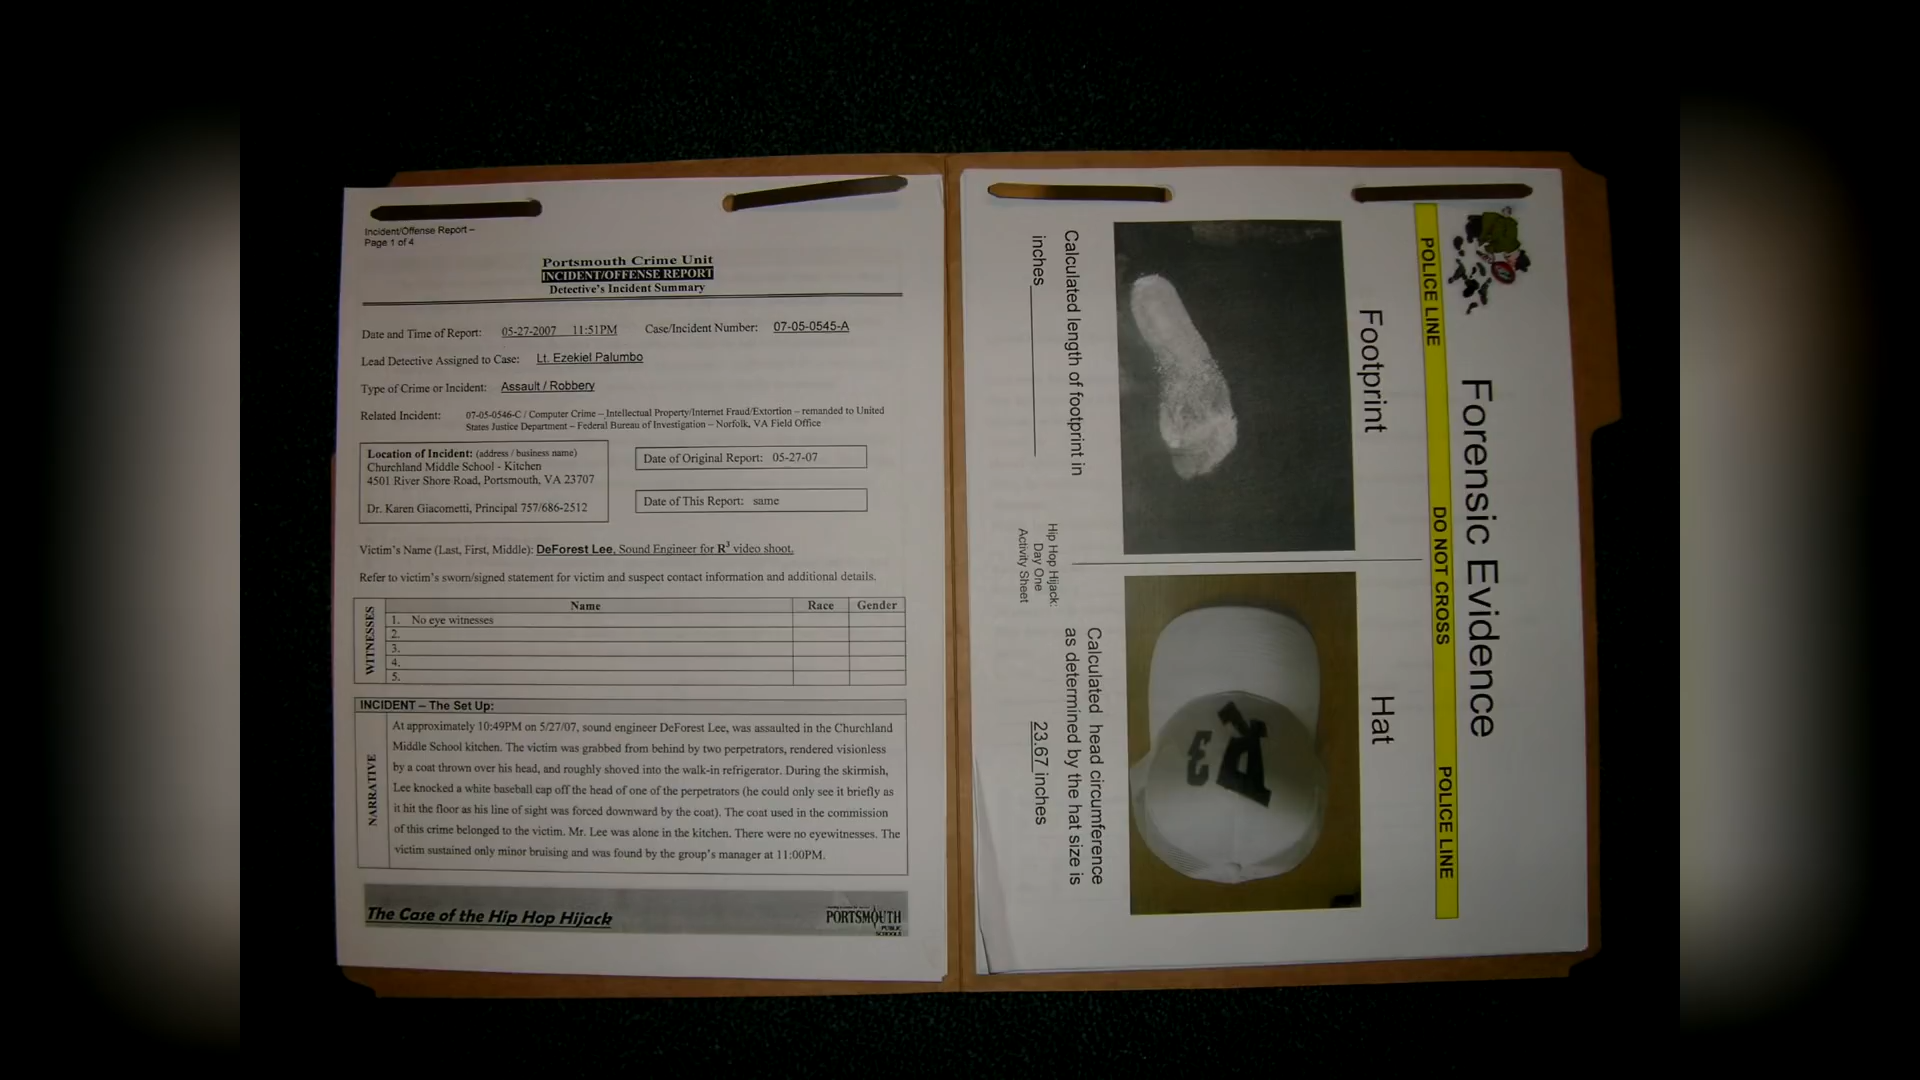 Incident/Offense Report –
Page 1 of 4
Portsmouth Crime Unit
INCIDENT/OFFENSE REPORT
Detective's Incident Summary
Date and Time of Report: 05-27-2007 11:51PM Case/Incident Number: 07-05-0545-A
Lead Detective Assigned to Case: Lt. Ezekiel Palumbo
Type of Crime or Incident: Assault / Robbery
Related Incident: 07-05-0546-C / Computer Crime – Intellectual Property/Internet Fraud/Extortion – remanded to United
States Justice Department – Federal Bureau of Investigation – Norfolk, VA Field Office
Location of Incident: (address / business name)
Churchland Middle School - Kitchen
4501 River Shore Road, Portsmouth, VA 23707
Dr. Karen Giacometti, Principal 757/686-2512
Date of Original Report: 05-27-07
Date of This Report: same
Victim's Name (Last, First, Middle): DeForest Lee, Sound Engineer for R³ video shoot.
Refer to victim's sworn/signed statement for victim and suspect contact information and additional details.
WITNESSES
Name Race Gender
1. No eye witnesses
2.
3.
4.
5.
INCIDENT – The Set Up:
NARRATIVE
At approximately 10:49PM on 5/27/07, sound engineer DeForest Lee, was assaulted in the Churchland
Middle School kitchen. The victim was grabbed from behind by two perpetrators, rendered visionless
by a coat thrown over his head, and roughly shoved into the walk-in refrigerator. During the skirmish,
Lee knocked a white baseball cap off the head of one of the perpetrators (he could only see it briefly as
it hit the floor as his line of sight was forced downward by the coat). The coat used in the commission
of this crime belonged to the victim. Mr. Lee was alone in the kitchen. There were no eyewitnesses. The
victim sustained only minor bruising and was found by the group's manager at 11:00PM.
The Case of the Hip Hop Hijack
PORTSMOUTH
PUBLIC
SCHOOLS
Forensic Evidence
POLICE LINE DO NOT CROSS POLICE LINE
Footprint
Hat
R3
Calculated length of footprint in
inches
Calculated head circumference
as determined by the hat size is
23.67 inches
Hip Hop Hijack:
Day One
Activity Sheet